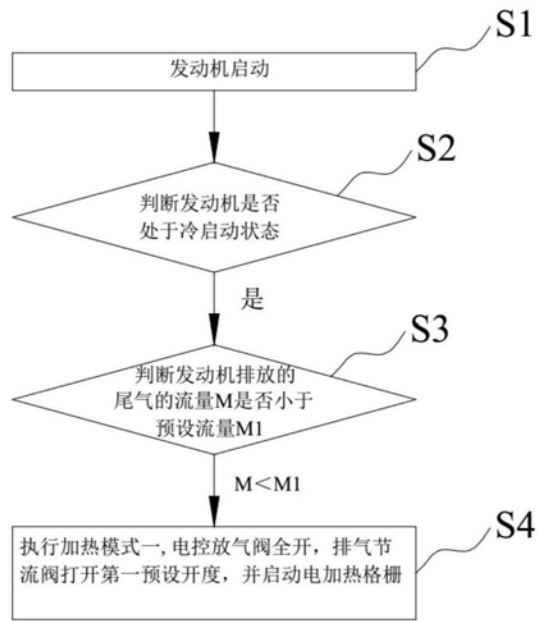 S1
发动机启动
S2
判断发动机是否
处于冷启动状态
是
S3
判断发动机排放的
尾气的流量M是否小于
预设流量M1
M＜M1
S4
执行加热模式一,电控放气阀全开，排气节
流阀打开第一预设开度，并启动电加热格栅